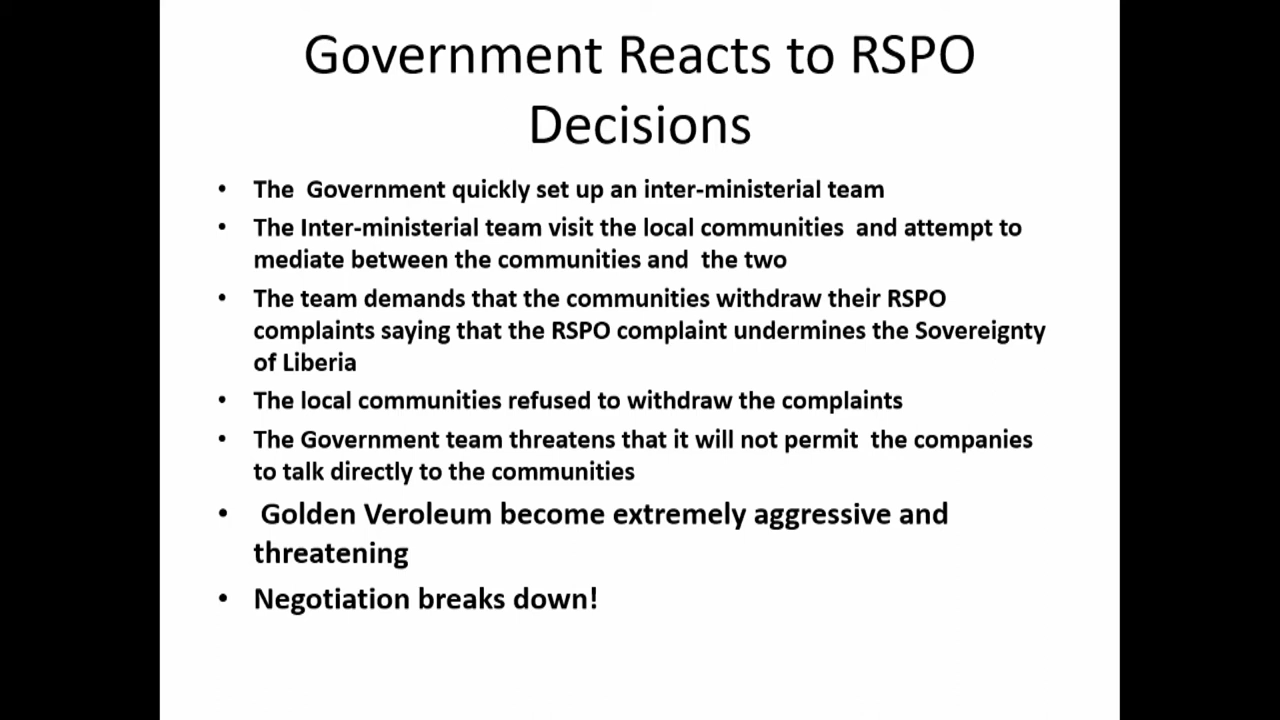 Government Reacts to RSPO
Decisions
• The Government quickly set up an inter-ministerial team
• The Inter-ministerial team visit the local communities and attempt to
mediate between the communities and the two
• The team demands that the communities withdraw their RSPO
complaints saying that the RSPO complaint undermines the Sovereignty
of Liberia
• The local communities refused to withdraw the complaints
• The Government team threatens that it will not permit the companies
to talk directly to the communities
• Golden Veroleum become extremely aggressive and
threatening
• Negotiation breaks down!